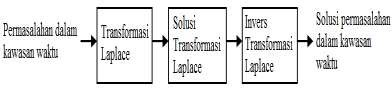 Permasalahan dalam
kawasan waktu
Transformasi
Laplace
Solusi
Transformasi
Laplace
Invers
Transformasi
Laplace
Solusi permasalahan
dalam kawasan
waktu